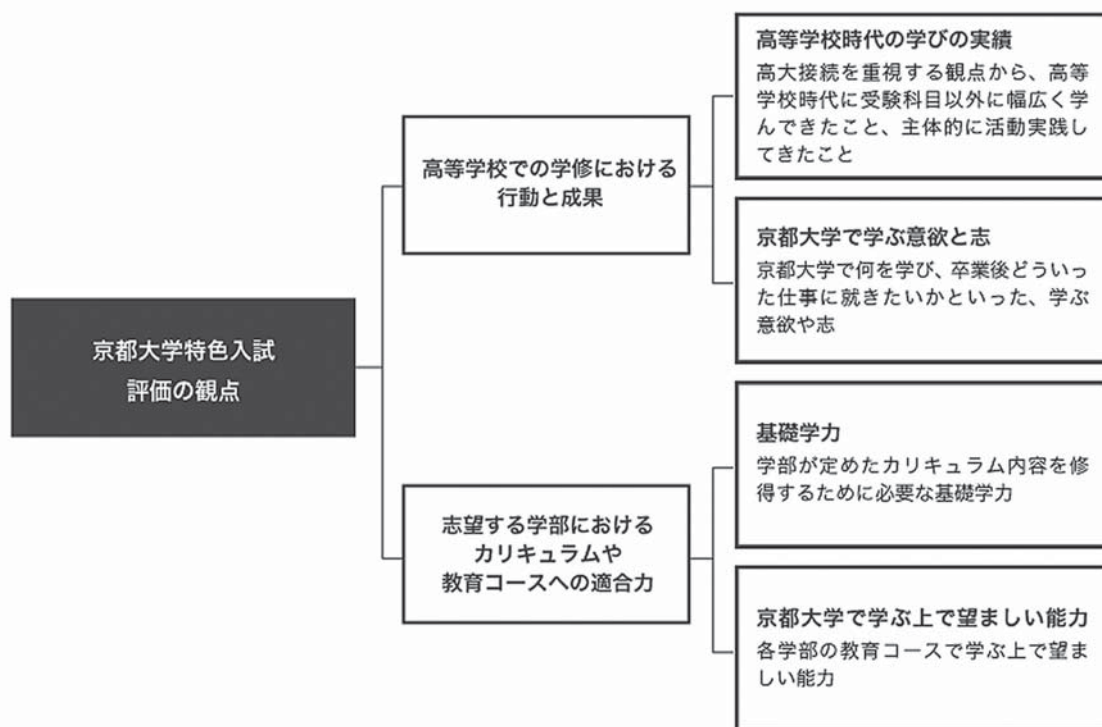 京都大学特色入試
評価の観点
高等学校での学修における
行動と成果
高等学校時代の学びの実績
高大接続を重視する観点から、高等
学校時代に受験科目以外に幅広く学
んできたこと、主体的に活動実践し
てきたこと
京都大学で学ぶ意欲と志
京都大学で何を学び、卒業後どういっ
た仕事に就きたいかといった、学ぶ
意欲や志
志望する学部における
カリキュラムや
教育コースへの適合力
基礎学力
学部が定めたカリキュラム内容を修
得するために必要な基礎学力
京都大学で学ぶ上で望ましい能力
各学部の教育コースで学ぶ上で望ま
しい能力